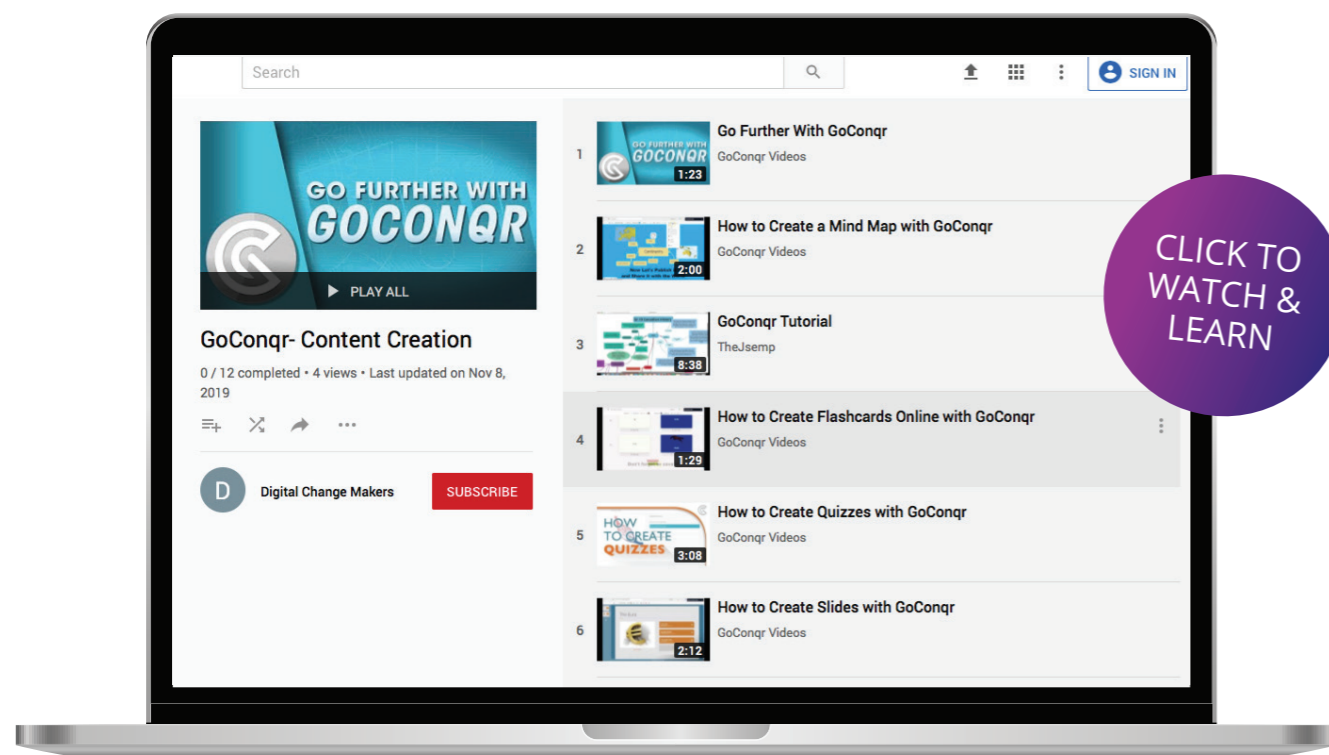 Search
SIGN IN
GO FURTHER WITH
GOCONQR
PLAY ALL
GoConqr- Content Creation
0 / 12 completed • 4 views • Last updated on Nov 8,
2019
D
Digital Change Makers
SUBSCRIBE
1
GO FURTHER WITH
GOCONQR
1:23
Go Further With GoConqr
GoConqr Videos
2
2:00
How to Create a Mind Map with GoConqr
GoConqr Videos
3
8:38
GoConqr Tutorial
TheJsemp
4
1:29
How to Create Flashcards Online with GoConqr
GoConqr Videos
5
HOW
TO CREATE
QUIZZES
3:08
How to Create Quizzes with GoConqr
GoConqr Videos
6
2:12
How to Create Slides with GoConqr
GoConqr Videos
CLICK TO
WATCH &
LEARN